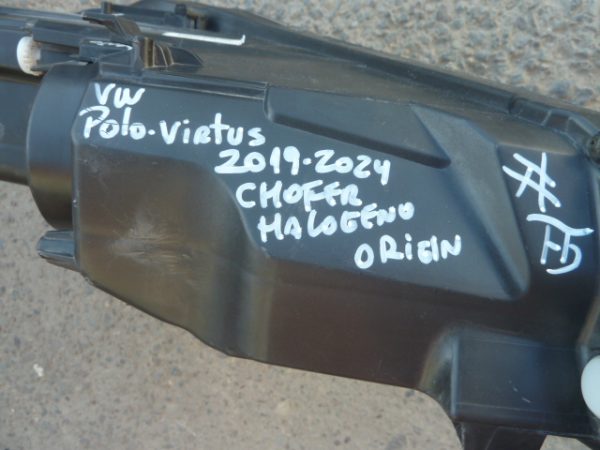 VW
Polo-Virtus
2019-2024
CHOFER
HALOGENO
ORIGIN